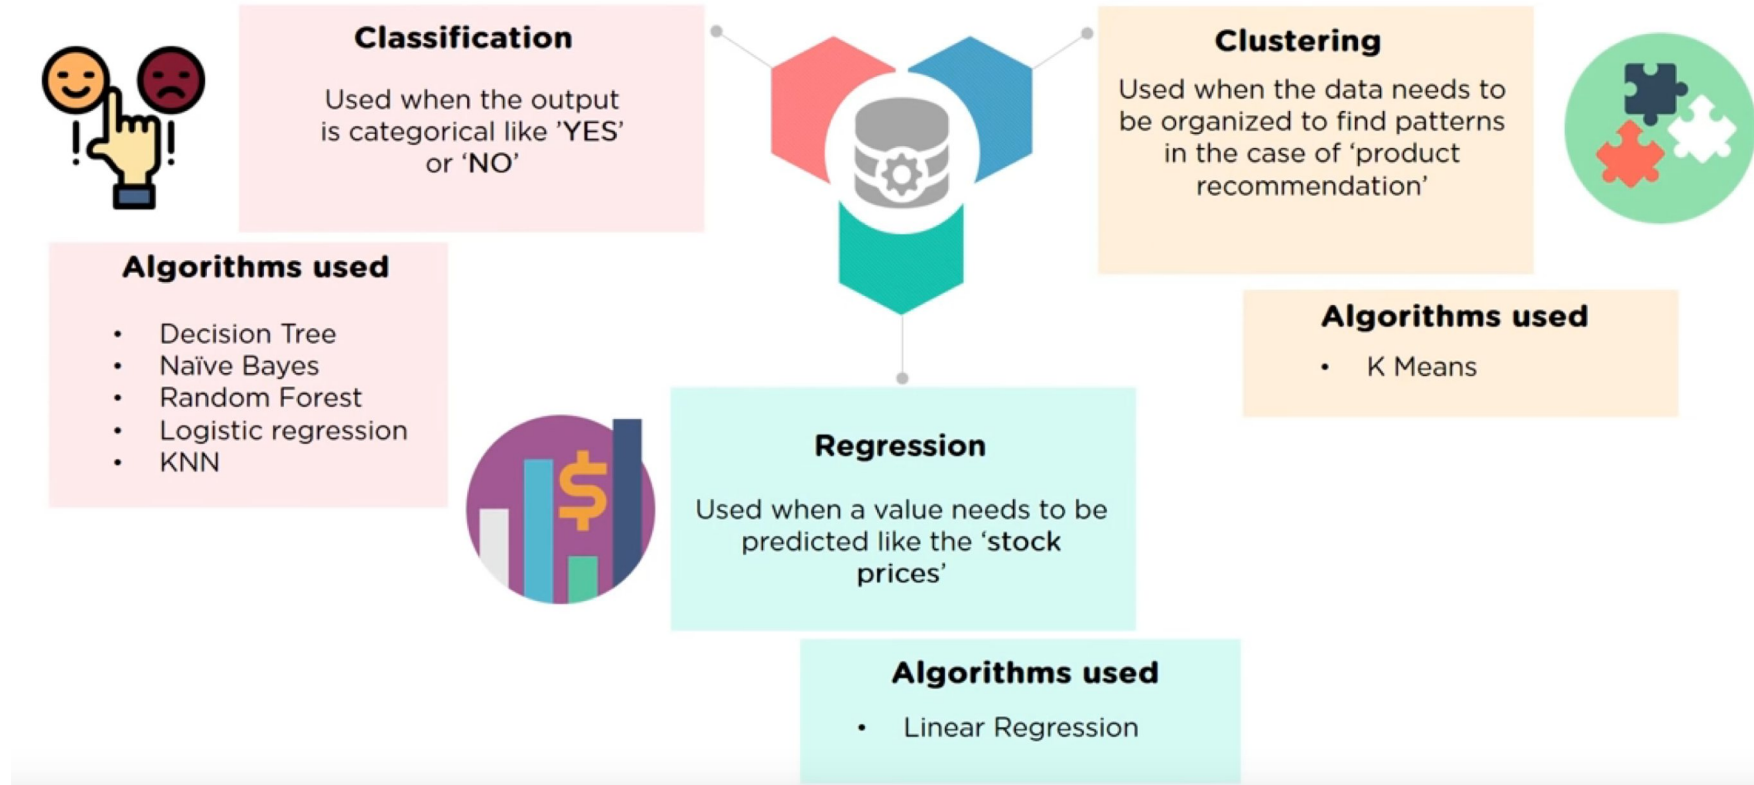 Classification
Used when the output
is categorical like ’YES’
or ‘NO’
Algorithms used
• Decision Tree
• Naïve Bayes
• Random Forest
• Logistic regression
• KNN
Clustering
Used when the data needs to
be organized to find patterns
in the case of ‘product
recommendation’
Algorithms used
• K Means
$
Regression
Used when a value needs to be
predicted like the ‘stock
prices’
Algorithms used
• Linear Regression